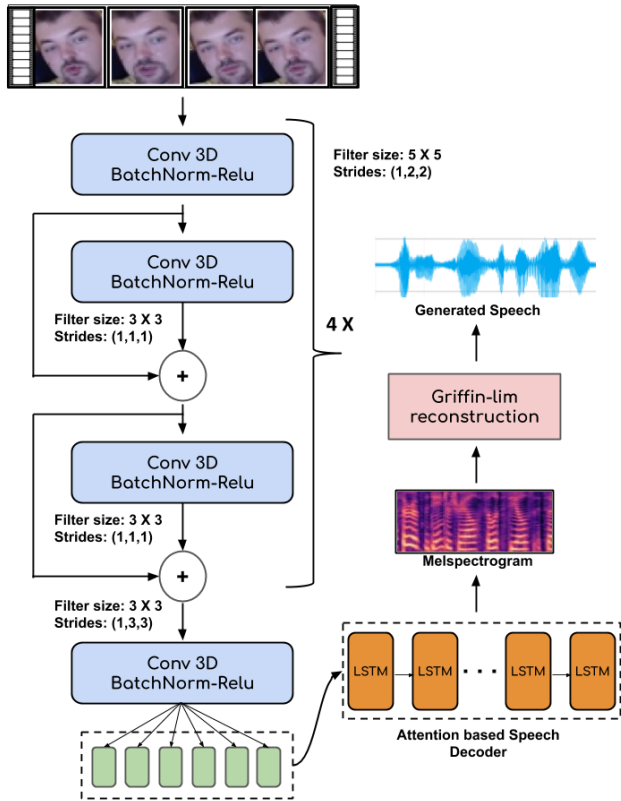 Conv 3D
BatchNorm-Relu
Filter size: 5 X 5
Strides: (1,2,2)
Conv 3D
BatchNorm-Relu
Filter size: 3 X 3
Strides: (1,1,1)
+
4 X
Conv 3D
BatchNorm-Relu
Filter size: 3 X 3
Strides: (1,1,1)
+
Filter size: 3 X 3
Strides: (1,3,3)
Conv 3D
BatchNorm-Relu
Generated Speech
Griffin-lim
reconstruction
Melspectrogram
LSTM
LSTM
LSTM
LSTM
Attention based Speech
Decoder